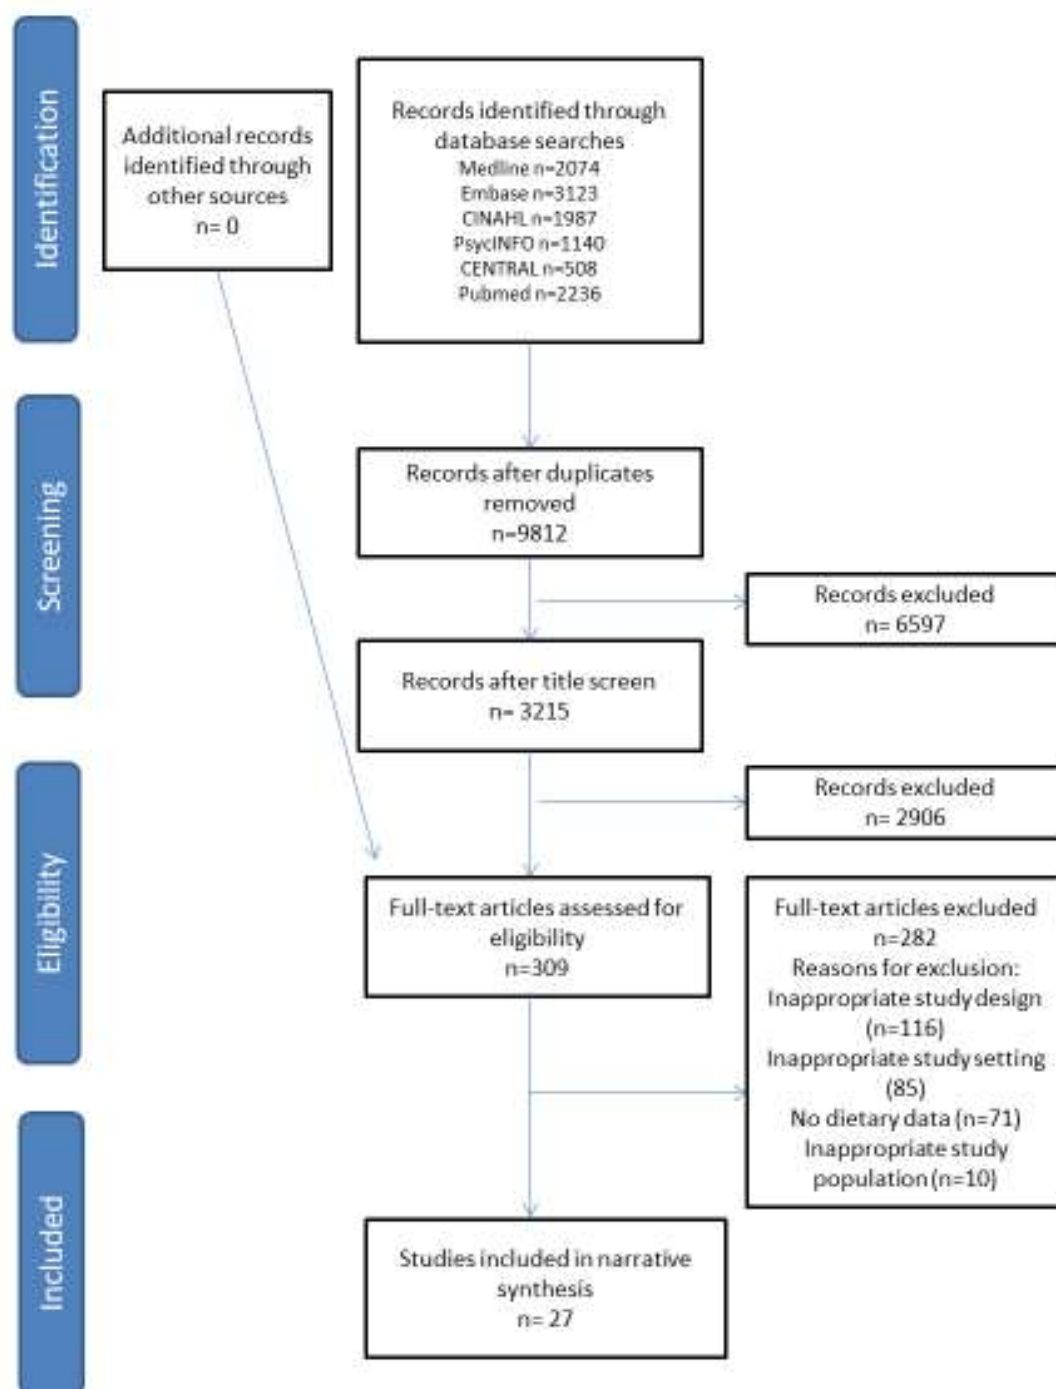 Identification
Additional records
identified through
other sources
n= 0
Records identified through
database searches
Medline n=2074
Embase n=3123
CINAHL n=1987
PsycINFO n=1140
CENTRAL n=508
Pubmed n=2236
Screening
Records after duplicates
removed
n=9812
Records excluded
n= 6597
Records after title screen
n= 3215
Eligibility
Records excluded
n= 2906
Full-text articles assessed for
eligibility
n=309
Full-text articles excluded
n=282
Reasons for exclusion:
Inappropriate study design
(n=116)
Inappropriate study setting
(85)
No dietary data (n=71)
Inappropriate study
population (n=10)
Included
Studies included in narrative
synthesis
n= 27